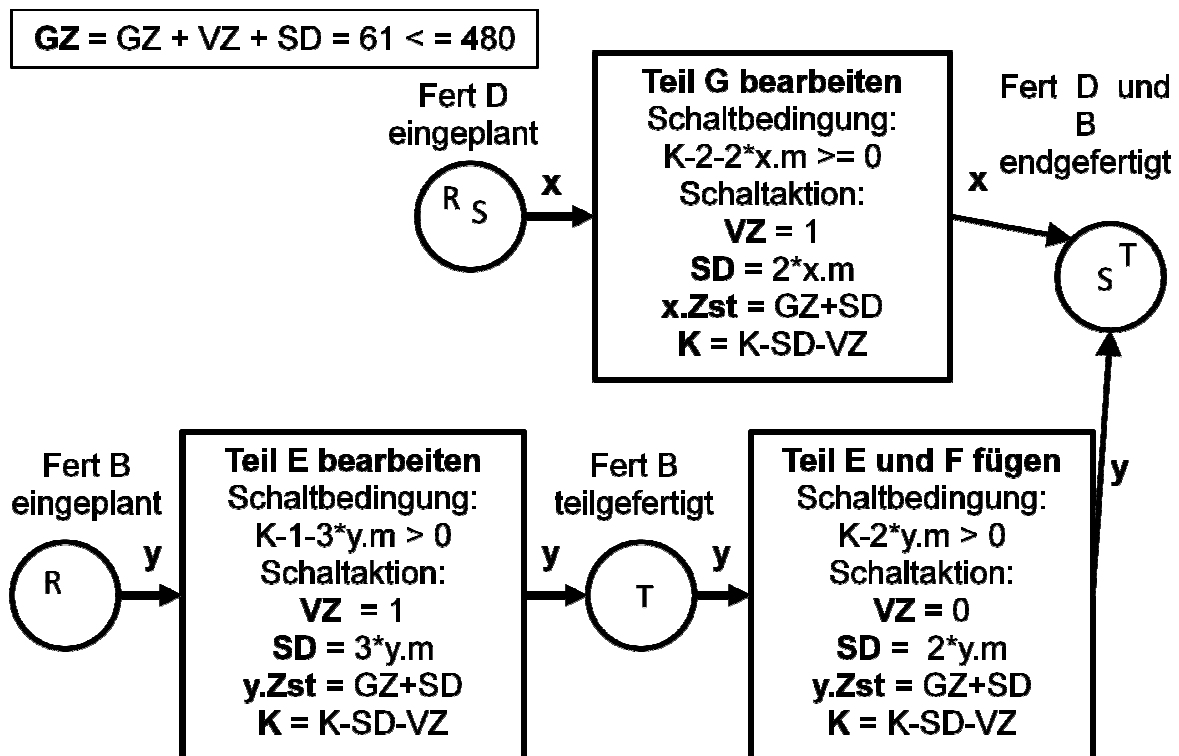 GZ = GZ + VZ + SD = 61 < = 480
Fert D
eingeplant
R S
x
Teil G bearbeiten
Schaltbedingung:
K-2-2*x.m >= 0
Schaltaktion:
VZ = 1
SD = 2*x.m
x.Zst = GZ+SD
K = K-SD-VZ
x
Fert D und
B
endgefertigt
S T
Fert B
eingeplant
R
y
Teil E bearbeiten
Schaltbedingung:
K-1-3*y.m > 0
Schaltaktion:
VZ = 1
SD = 3*y.m
y.Zst = GZ+SD
K = K-SD-VZ
y
Fert B
teilgefertigt
T
y
Teil E und F fügen
Schaltbedingung:
K-2*y.m > 0
Schaltaktion:
VZ = 0
SD = 2*y.m
y.Zst = GZ+SD
K = K-SD-VZ
y